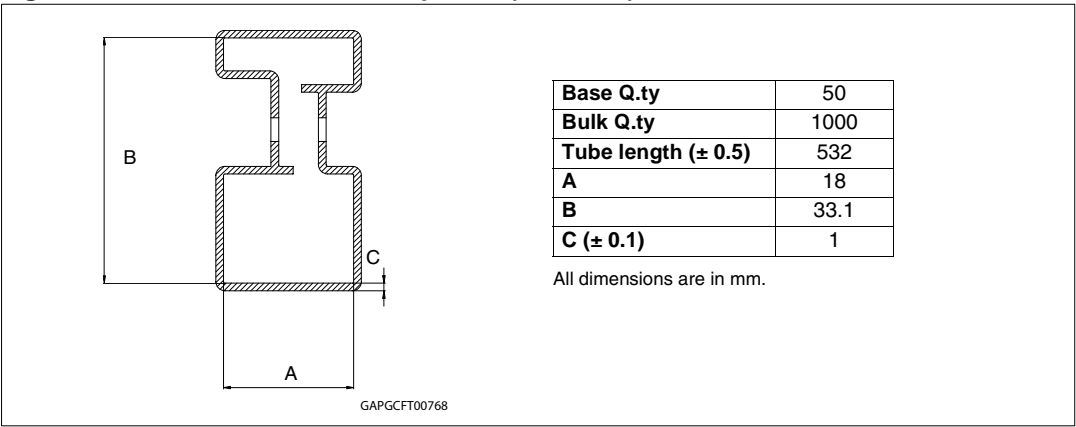 B
C
A
GAPGCFT00768
Base Q.ty 50
Bulk Q.ty 1000
Tube length (± 0.5) 532
A 18
B 33.1
C (± 0.1) 1
All dimensions are in mm.